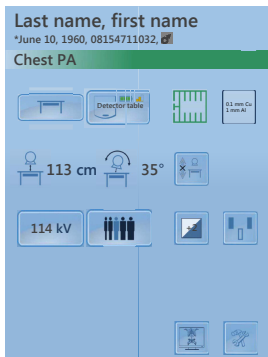 Last name, first name
*June 10, 1960, 08154711032,
Chest PA
Detector table
0.1 mm Cu
1 mm Al
113 cm 35°
114 kV